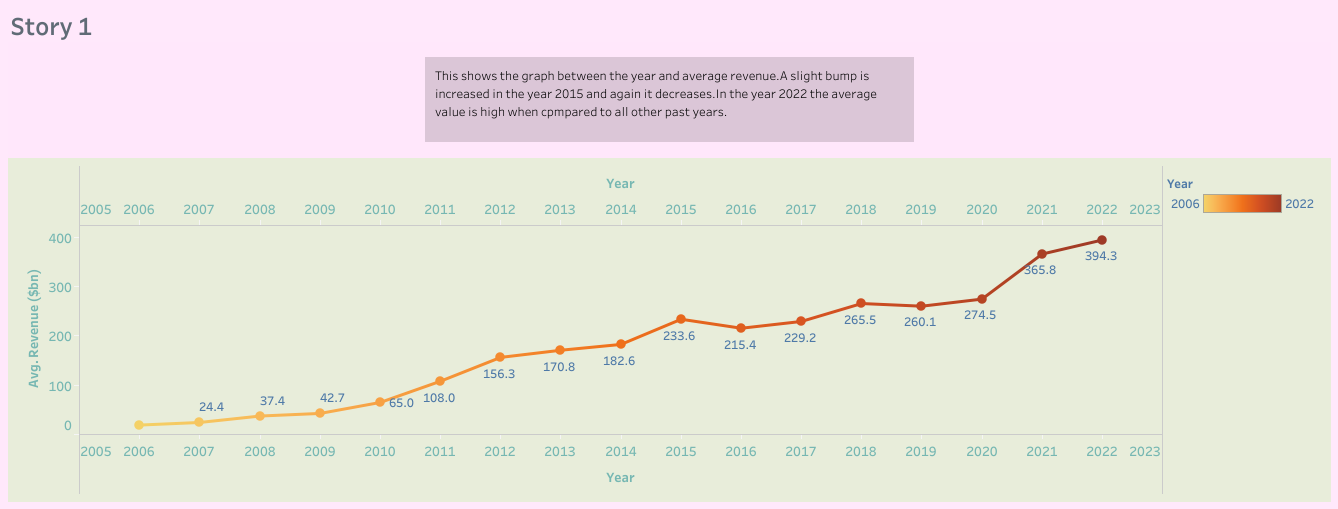 Story 1
This shows the graph between the year and average revenue.A slight bump is
increased in the year 2015 and again it decreases.In the year 2022 the average
value is high when cpmpared to all other past years.
Year
2005 2006 2007 2008 2009 2010 2011 2012 2013 2014 2015 2016 2017 2018 2019 2020 2021 2022 2023
Year
2006 2022
Avg. Revenue ($bn)
400
300
200
100
0
24.4 37.4 42.7 65.0 108.0 156.3 170.8 182.6 233.6 215.4 229.2 265.5 260.1 274.5 365.8 394.3
2005 2006 2007 2008 2009 2010 2011 2012 2013 2014 2015 2016 2017 2018 2019 2020 2021 2022 2023
Year